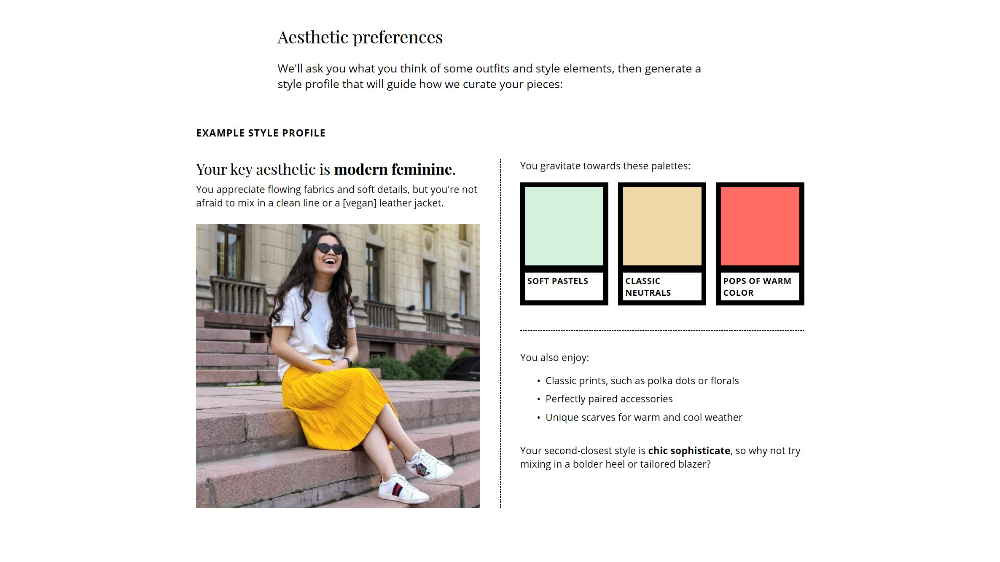 Aesthetic preferences
We'll ask you what you think of some outfits and style elements, then generate a
style profile that will guide how we curate your pieces:
EXAMPLE STYLE PROFILE
Your key aesthetic is modern feminine.
You appreciate flowing fabrics and soft details, but you're not
afraid to mix in a clean line or a [vegan] leather jacket.
You gravitate towards these palettes:
SOFT PASTELS
CLASSIC
NEUTRALS
POPS OF WARM
COLOR
You also enjoy:
• Classic prints, such as polka dots or florals
• Perfectly paired accessories
• Unique scarves for warm and cool weather
Your second-closest style is chic sophisticate, so why not try
mixing in a bolder heel or tailored blazer?